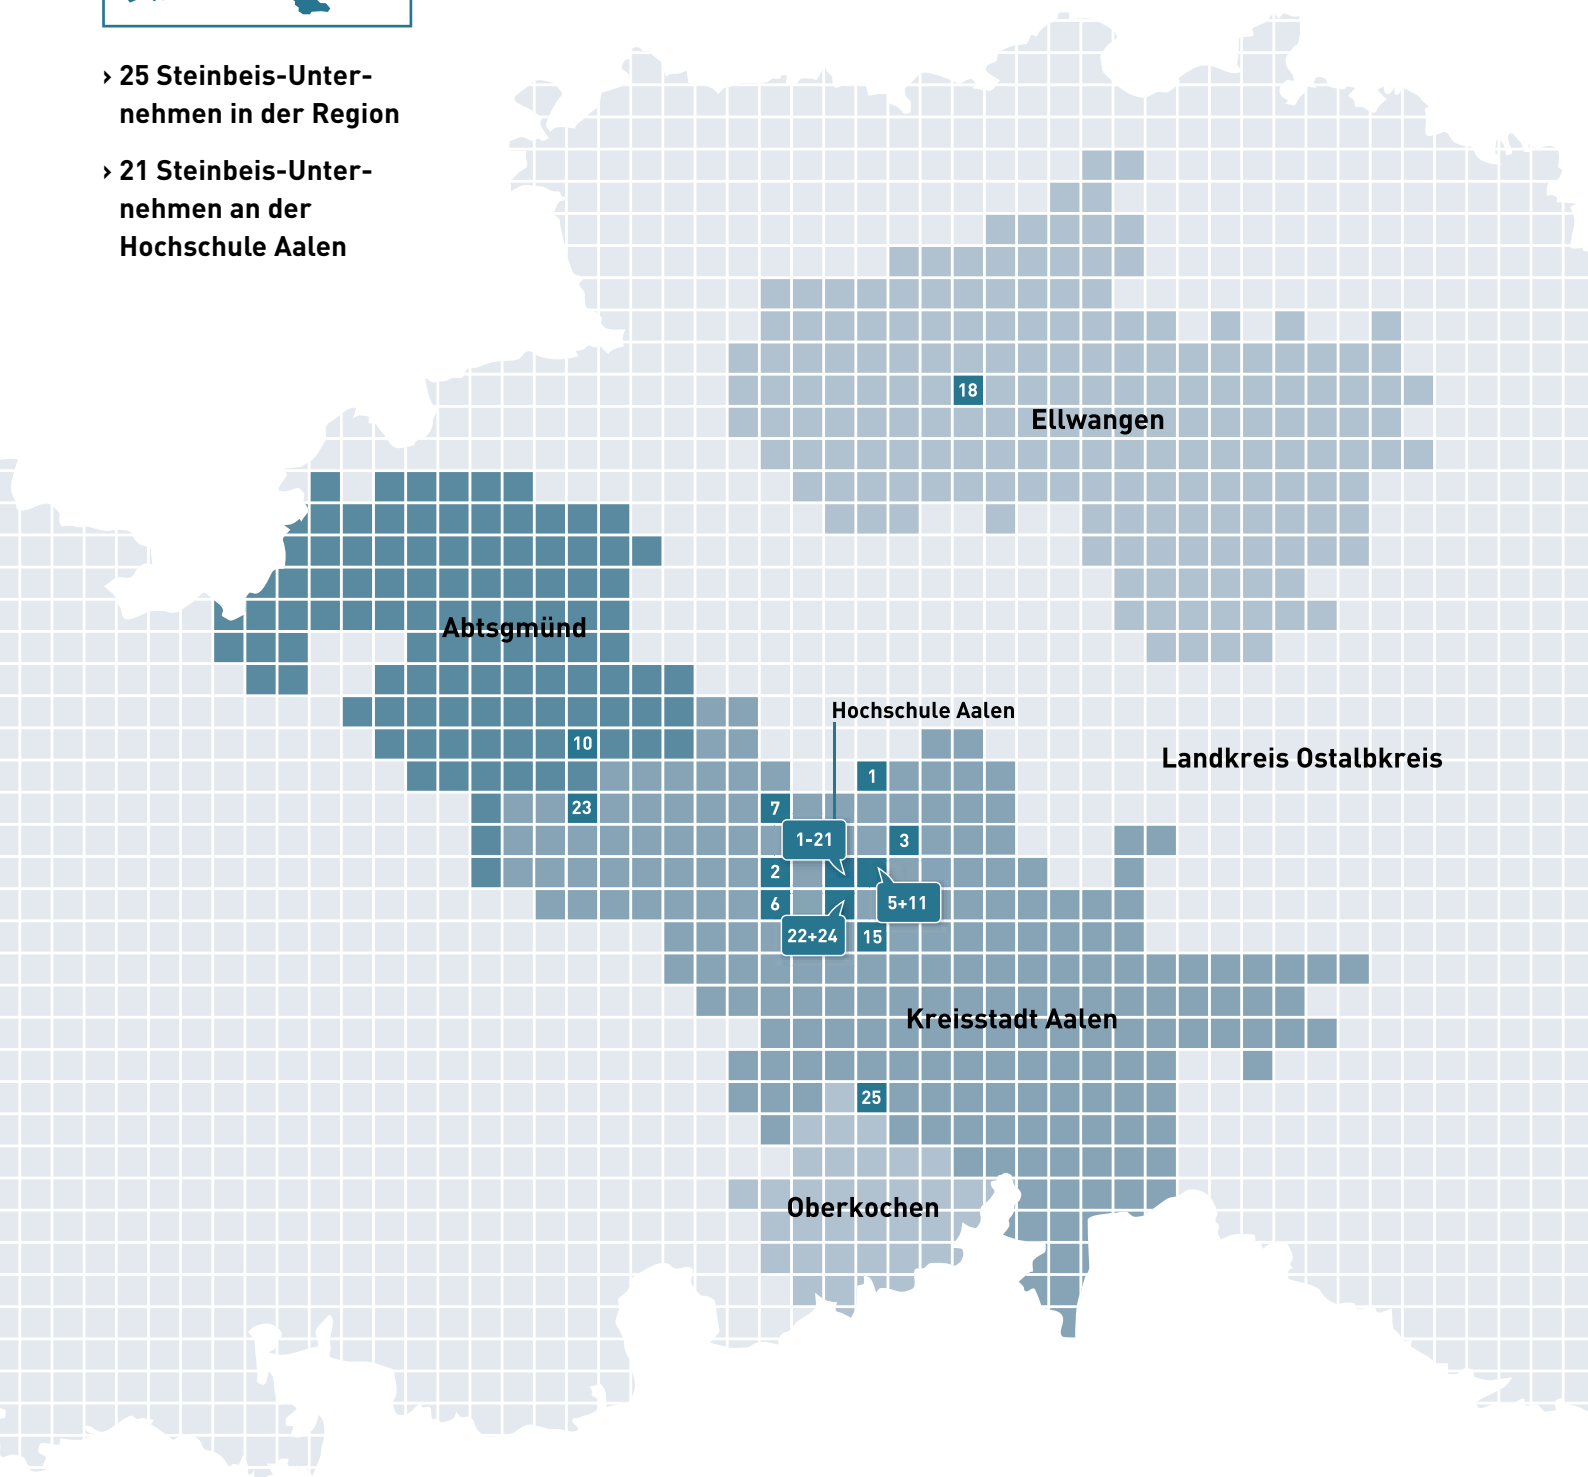 › 25 Steinbeis-Unter-
nehmen in der Region
› 21 Steinbeis-Unter-
nehmen an der
Hochschule Aalen
18
Ellwangen
Abtsgmünd
Hochschule Aalen
10
Landkreis Ostalbkreis
1
23
7
1-21
3
2
6
5+11
22+24
15
Kreisstadt Aalen
25
Oberkochen